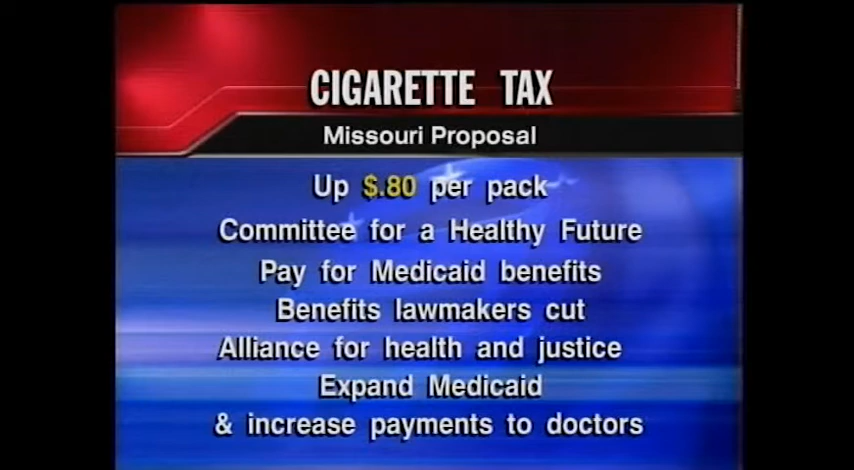 CIGARETTE TAX
Missouri Proposal
Up $.80 per pack
Committee for a Healthy Future
Pay for Medicaid benefits
Benefits lawmakers cut
Alliance for health and justice
Expand Medicaid
& increase payments to doctors